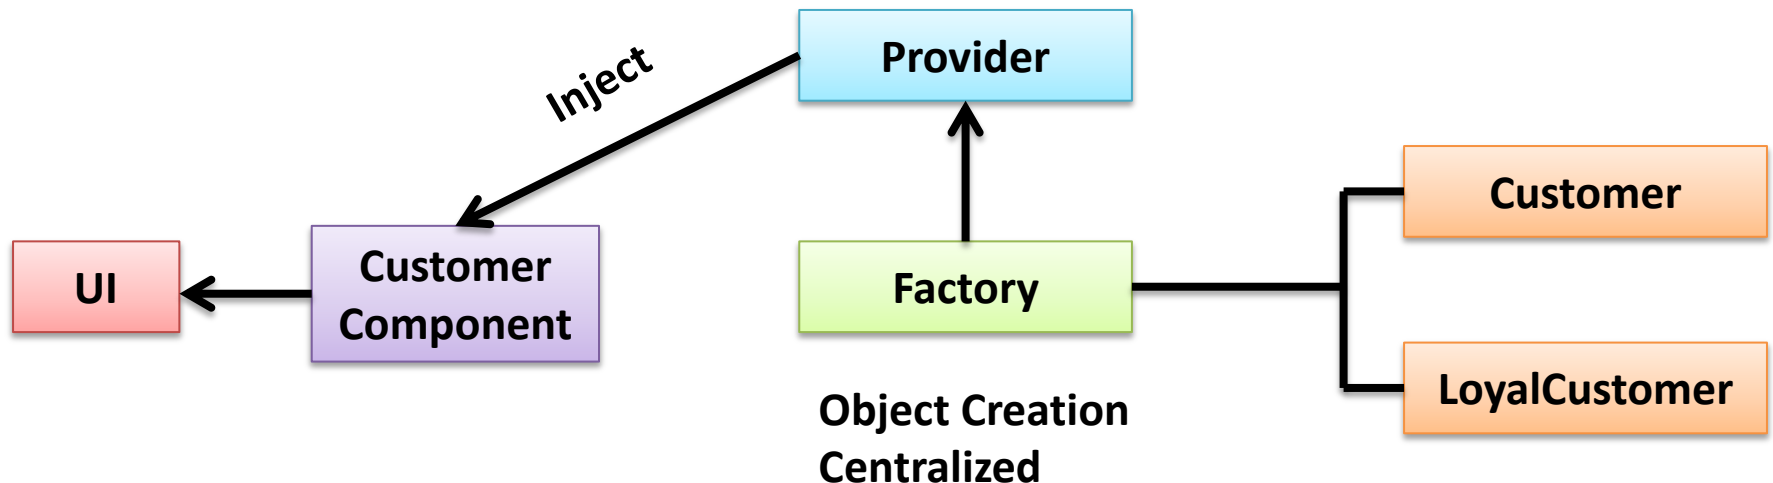 Provider
Inject
Customer
UI
Customer
Component
Factory
LoyalCustomer
Object Creation
Centralized